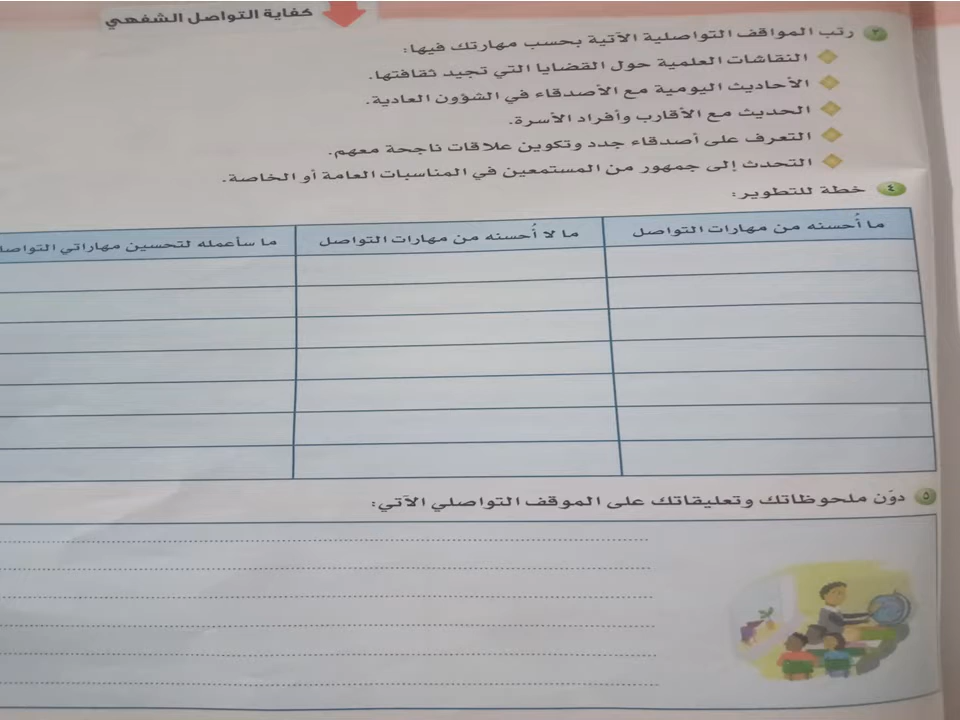 كفاية التواصل الشفهي
٣ رتب المواقف التواصلية الآتية بحسب مهارتك فيها:
النقاشات العلمية حول القضايا التي تجيد ثقافتها.
الأحاديث اليومية مع الأصدقاء في الشؤون العادية.
الحديث مع الأقارب وأفراد الأسرة.
التعرف على أصدقاء جدد وتكوين علاقات ناجحة معهم.
التحدث إلى جمهور من المستمعين في المناسبات العامة أو الخاصة.
٤ خطة للتطوير:
ما أُحسنه من مهارات التواصل
ما لا أُحسنه من مهارات التواصل
ما سأعمله لتحسين مهاراتي
٥ دوّن ملحوظاتك وتعليقاتك على الموقف التواصلي الآتي: